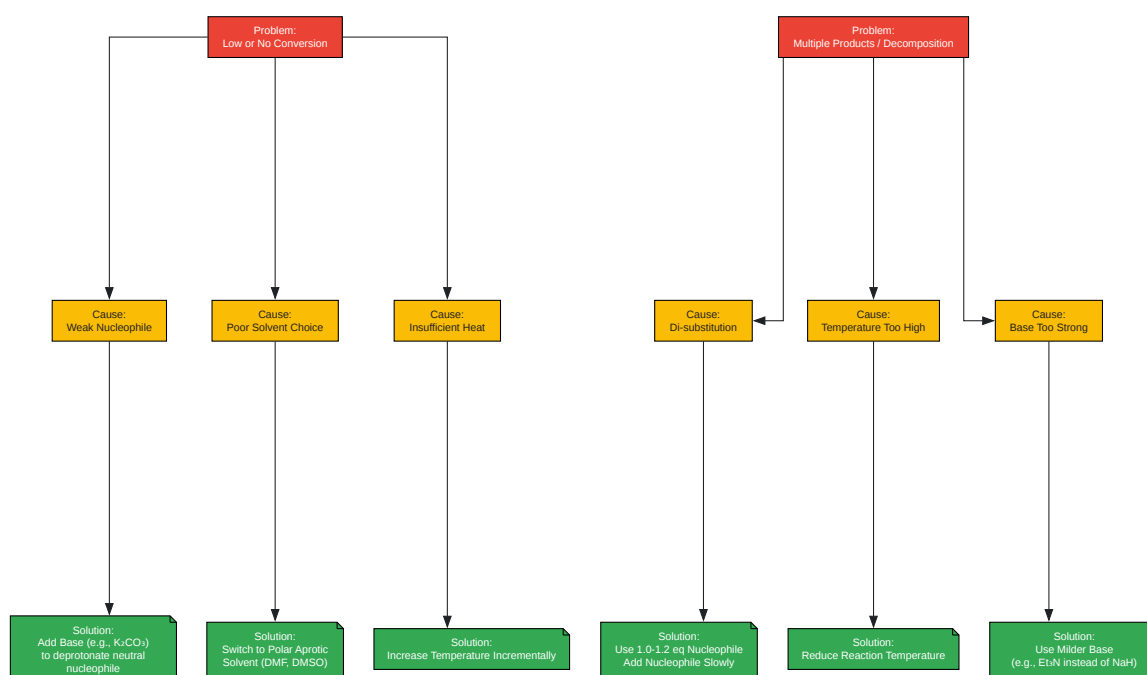 Problem:
Low or No Conversion
Problem:
Multiple Products / Decomposition
Cause:
Weak Nucleophile
Cause:
Poor Solvent Choice
Cause:
Insufficient Heat
Cause:
Di-substitution
Cause:
Temperature Too High
Cause:
Base Too Strong
Solution:
Add Base (e.g., K₂CO₃)
to deprotonate neutral
nucleophile
Solution:
Switch to Polar Aprotic
Solvent (DMF, DMSO)
Solution:
Increase Temperature Incrementally
Solution:
Use 1.0-1.2 eq Nucleophile
Add Nucleophile Slowly
Solution:
Reduce Reaction Temperature
Solution:
Use Milder Base
(e.g., Et₃N instead of NaH)